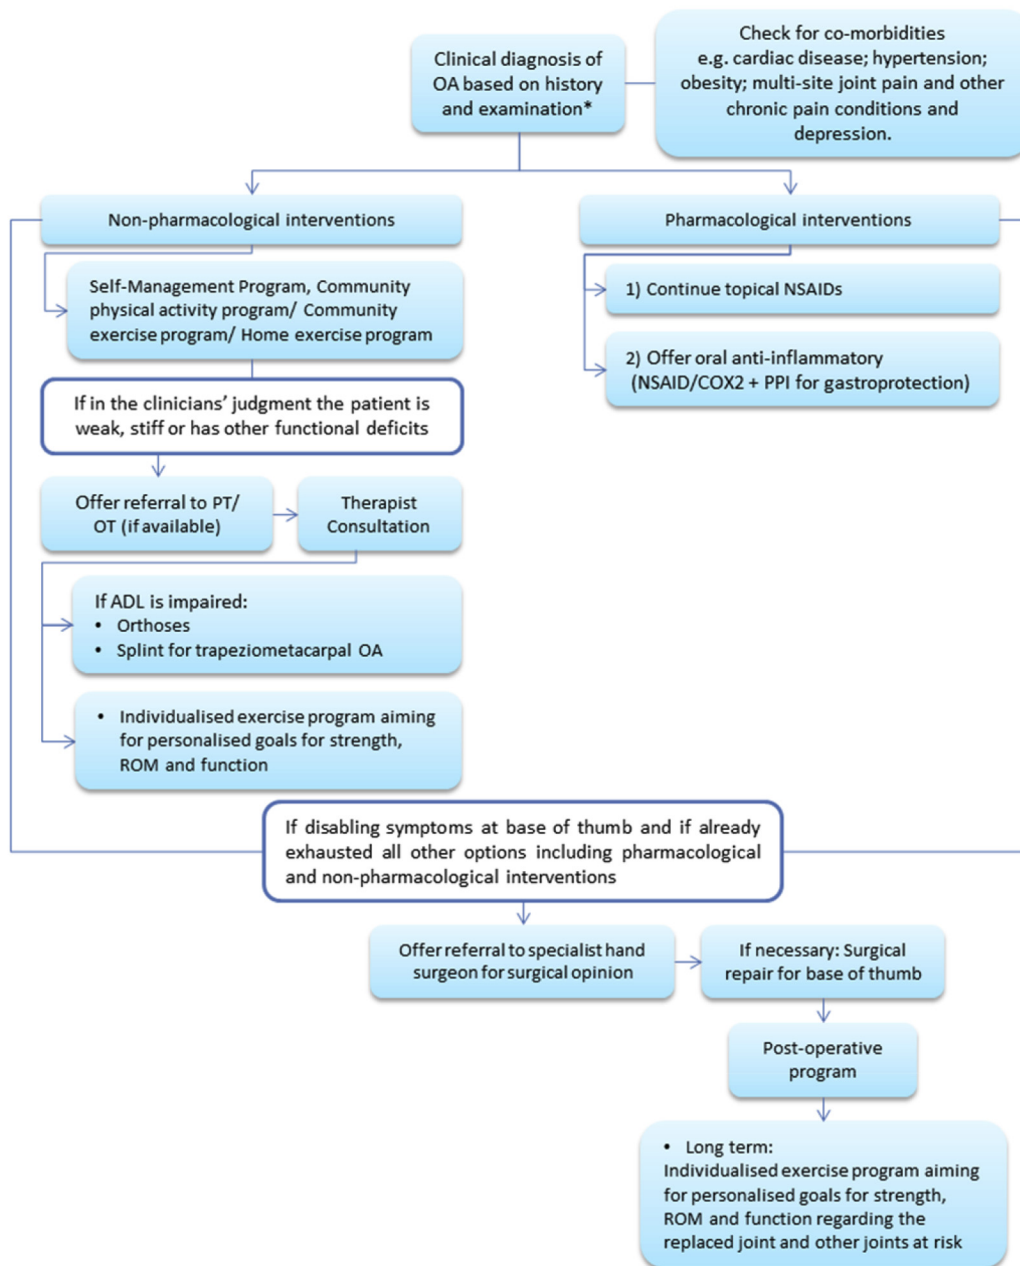 Clinical diagnosis of
OA based on history
and examination*
Check for co-morbidities
e.g. cardiac disease; hypertension;
obesity; multi-site joint pain and other
chronic pain conditions and
depression.
Non-pharmacological interventions
Pharmacological interventions
Self-Management Program, Community
physical activity program/ Community
exercise program/ Home exercise program
1) Continue topical NSAIDs
2) Offer oral anti-inflammatory
(NSAID/COX2 + PPI for gastroprotection)
If in the clinicians’ judgment the patient is
weak, stiff or has other functional deficits
Offer referral to PT/
OT (if available)
Therapist
Consultation
If ADL is impaired:
• Orthoses
• Splint for trapeziometacarpal OA
• Individualised exercise program aiming
for personalised goals for strength,
ROM and function
If disabling symptoms at base of thumb and if already
exhausted all other options including pharmacological
and non-pharmacological interventions
Offer referral to specialist hand
surgeon for surgical opinion
If necessary: Surgical
repair for base of thumb
Post-operative
program
• Long term:
Individualised exercise program aiming
for personalised goals for strength,
ROM and function regarding the
replaced joint and other joints at risk